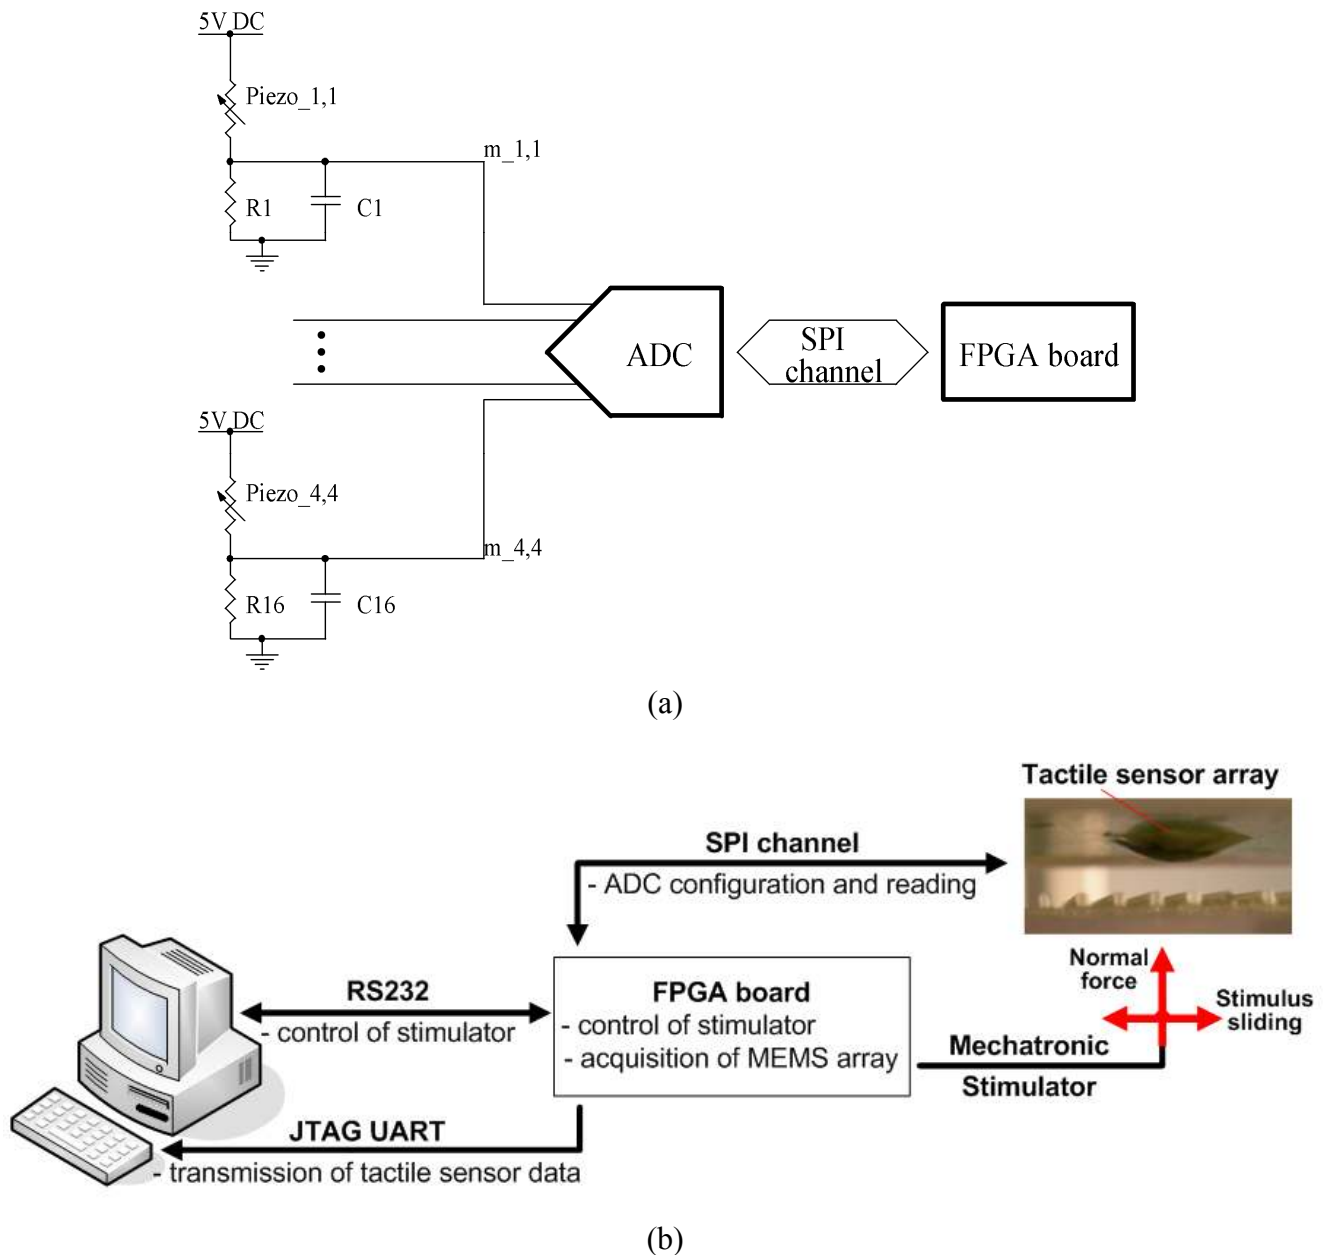 5V DC
Piezo_1,1
m_1,1
R1
C1
ADC
SPI
channel
FPGA board
5V DC
Piezo_4,4
m_4,4
R16
C16
(a)
Tactile sensor array
SPI channel
- ADC configuration and reading
Normal
force
Stimulus
sliding
RS232
- control of stimulator
FPGA board
- control of stimulator
- acquisition of MEMS array
Mechatronic
Stimulator
JTAG UART
- transmission of tactile sensor data
(b)